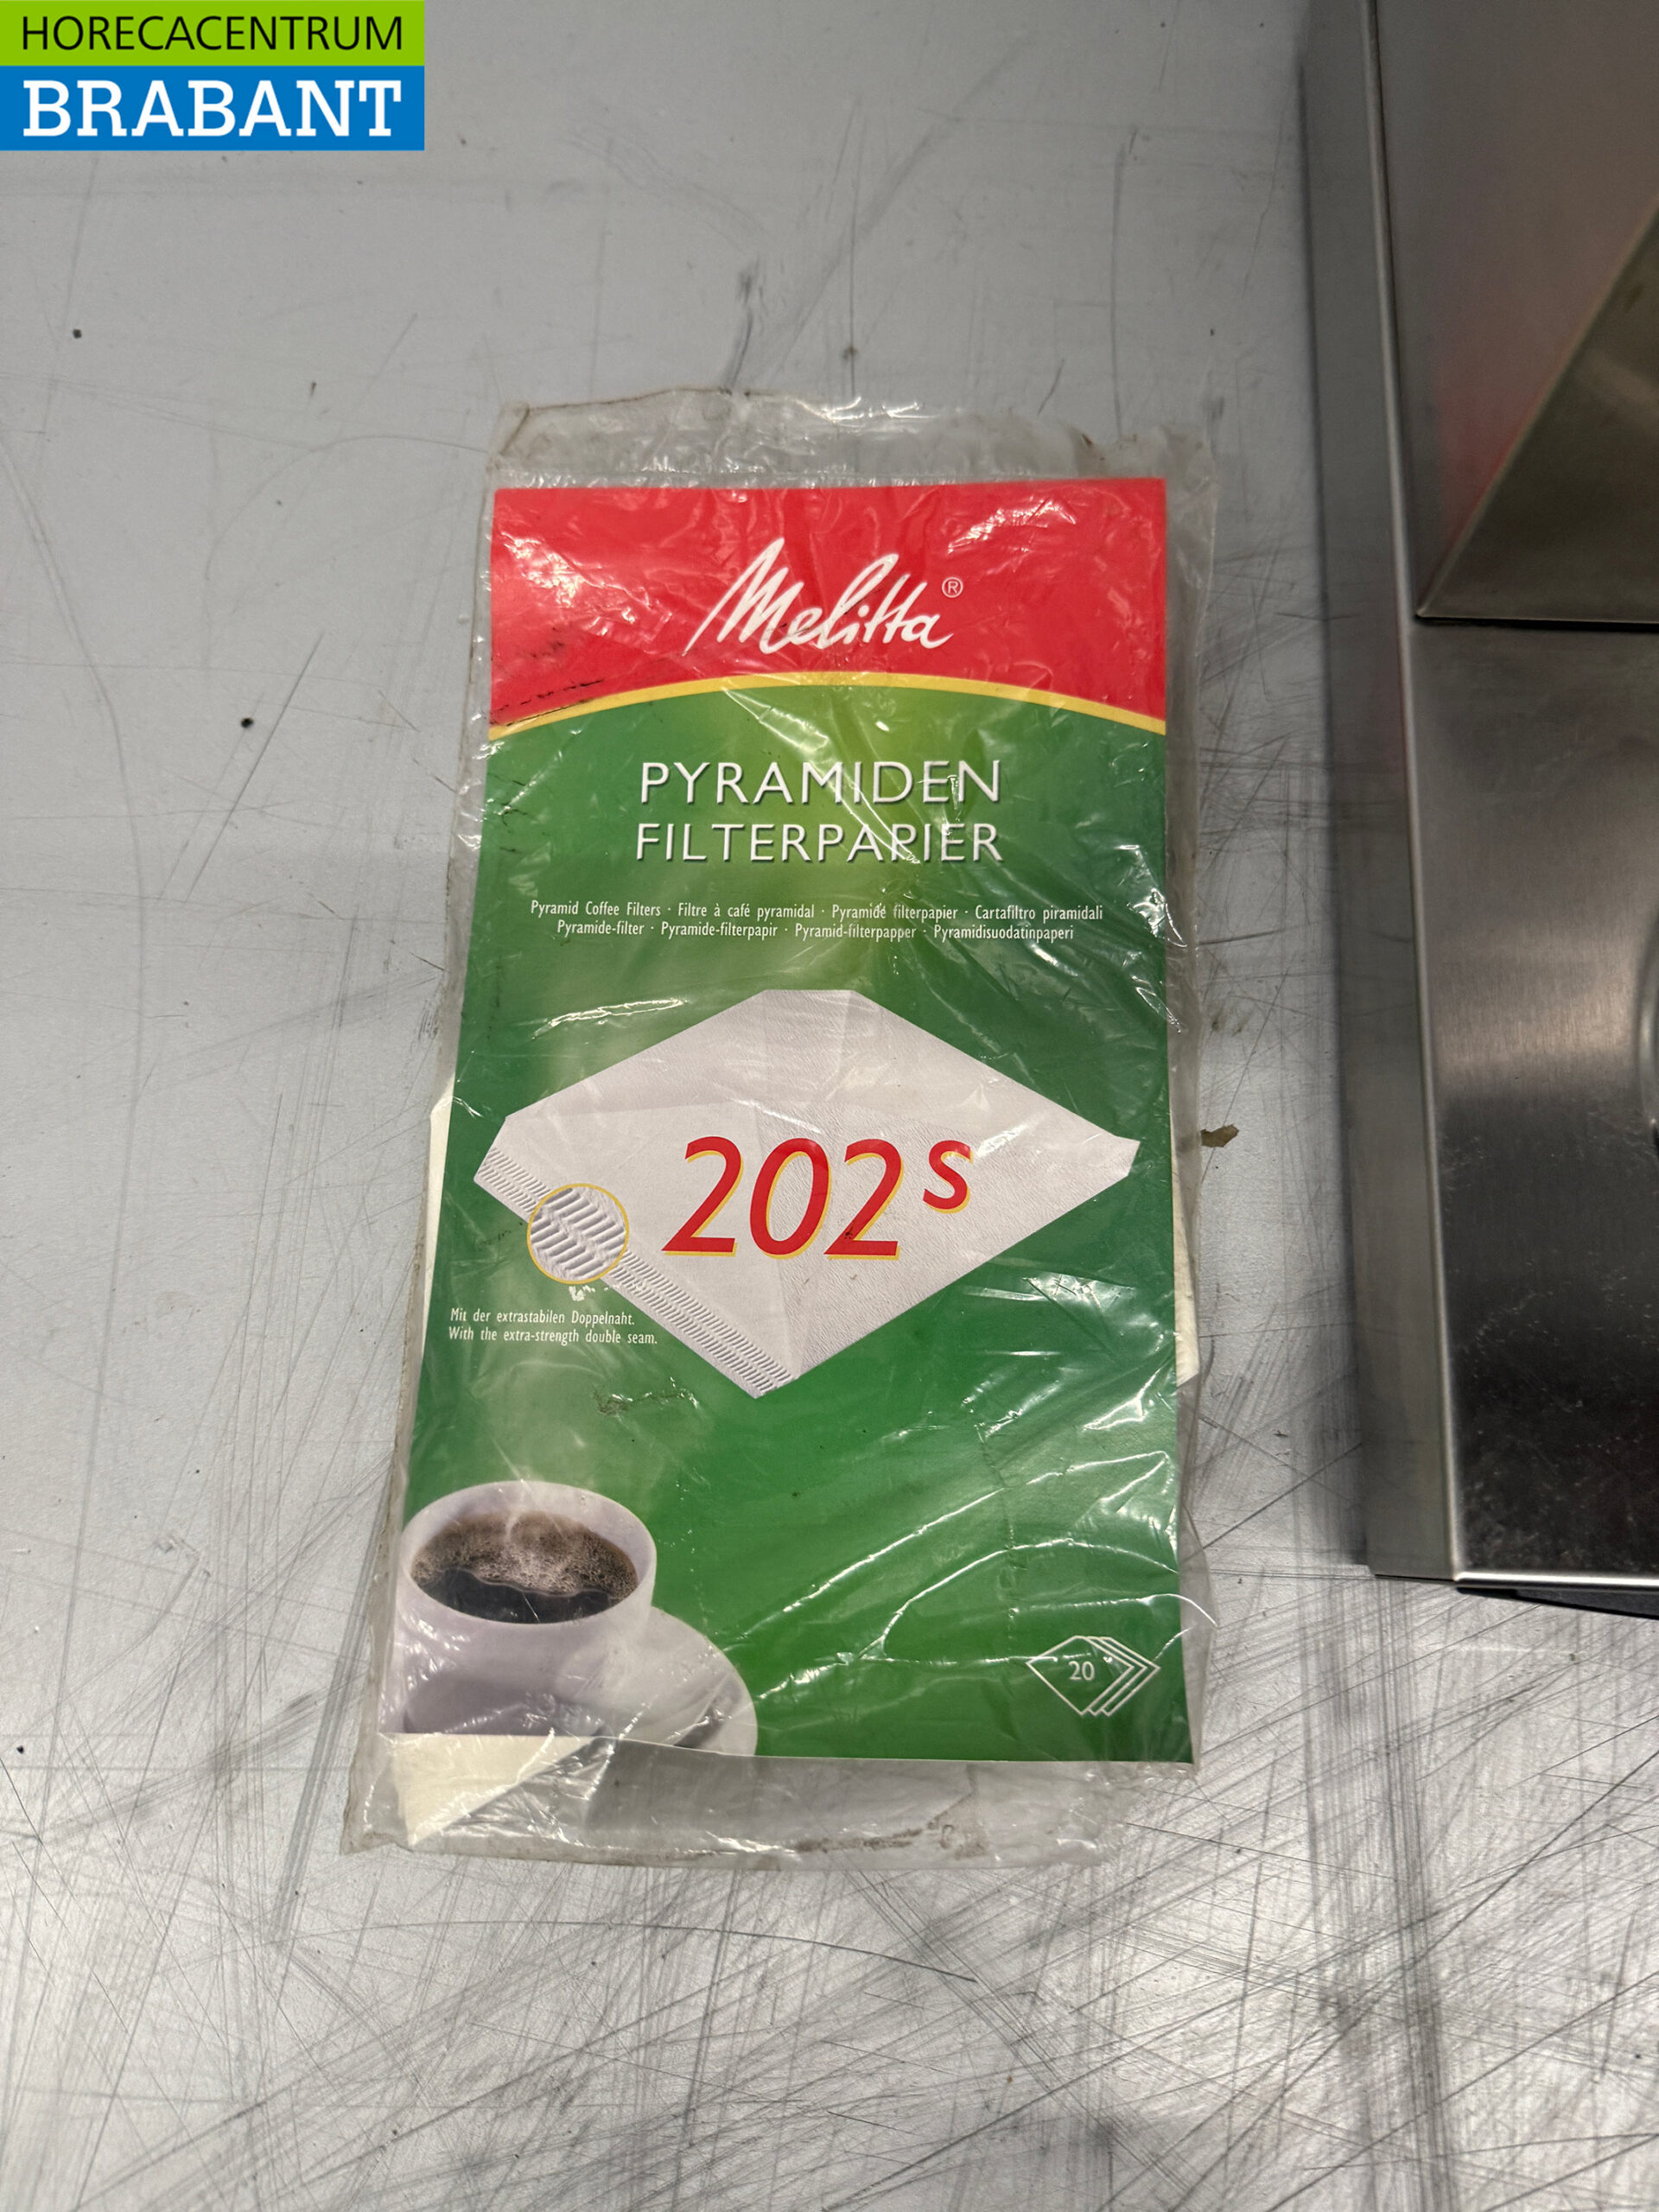 HORECACENTRUM
BRABANT
Melitta®
PYRAMIDEN
FILTERPAPIER
Pyramid Coffee Filters · Filtre à café pyramidal · Pyramide filterpapier · Cartafiltro piramidali
Pyramide-filter · Pyramide-filterpapir · Pyramid-filterpapper · Pyramidisuodatinpaperi
202s
Mit der extrastabilen Doppelnaht.
With the extra-strength double seam.
20